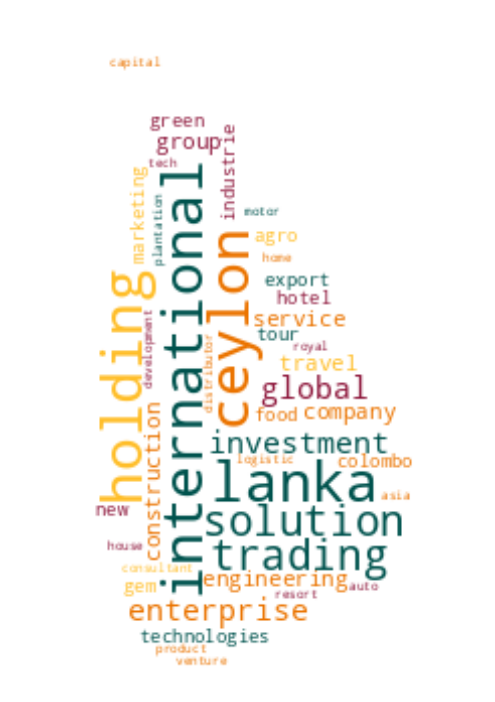 capital
green
group
industrie
tech
marketing
plantation
international
motor
ceylon
agro
home
holding
export
hotel
service
tour
development
distributor
royal
travel
global
construction
food
company
investment
logistic
colombo
lanka
asia
new
solution
trading
house
consultant
engineering
gem
auto
resort
enterprise
technologies
product
venture